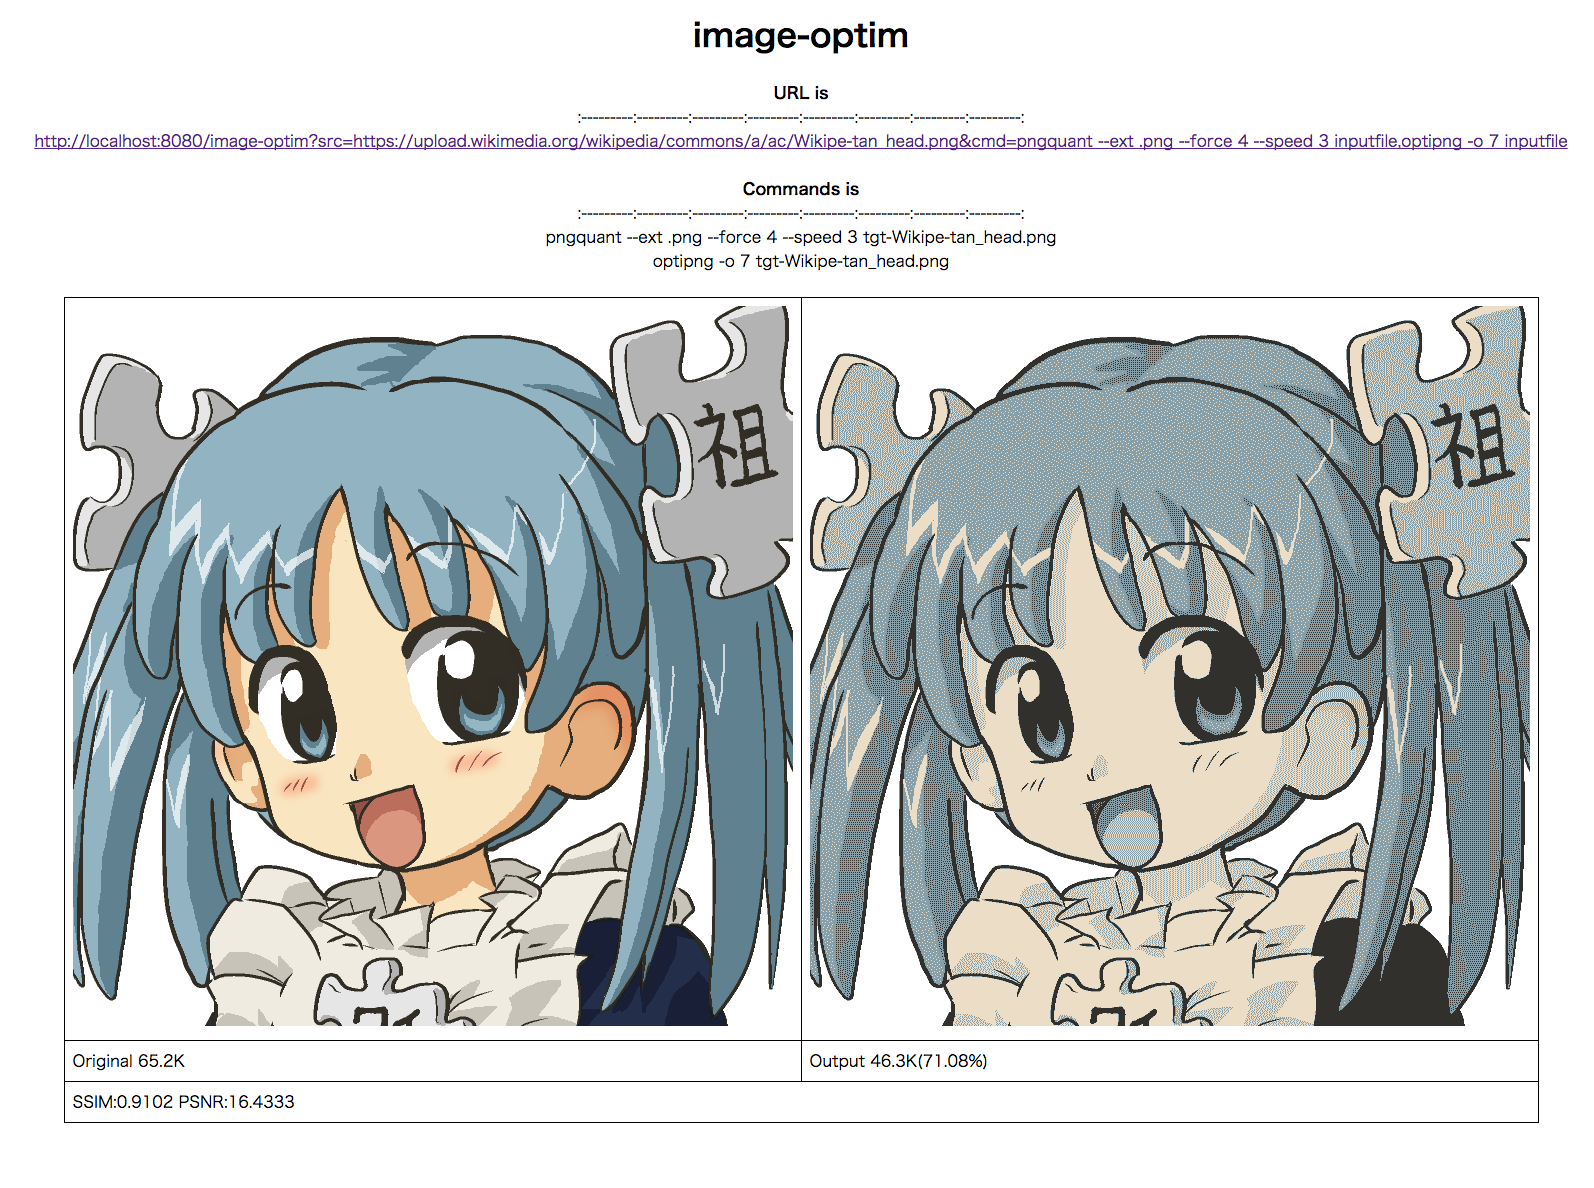 image-optim
URL is
:---------:---------:---------:---------:---------:---------:---------:---------:
http://localhost:8080/image-optim?src=https://upload.wikimedia.org/wikipedia/commons/a/ac/Wikipe-tan_head.png&cmd=pngquant --ext .png --force 4 --speed 3 inputfile,optipng -o 7 inputfile
Commands is
:---------:---------:---------:---------:---------:---------:---------:---------:
pngquant --ext .png --force 4 --speed 3 tgt-Wikipe-tan_head.png
optipng -o 7 tgt-Wikipe-tan_head.png
祖
祖
Original 65.2K
Output 46.3K(71.08%)
SSIM:0.9102 PSNR:16.4333